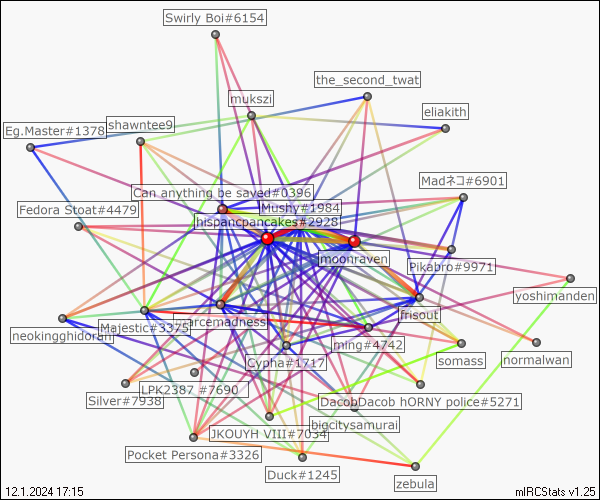 Swirly Boi#6154
the_second_twat
mukszi
eliakith
shawntee9
Eg.Master#1378
Madネコ#6901
Can anything be saved#0396
Mushy#1984
Fedora Stoat#4479
hispancpancakes#2928
moonraven
Pikabro#9971
yoshimanden
frisout
Majestic#3375
arcemadness
neokingghidorah
ming#4742
somass
normalwan
Cypha#1717
LPK2387 #7690
Silver#7938
DacobDacob hORNY police#5271
bigcitysamurai
JKOUYH VIII#7034
Pocket Persona#3326
Duck#1245
zebula
12.1.2024 17:15
mIRCStats v1.25